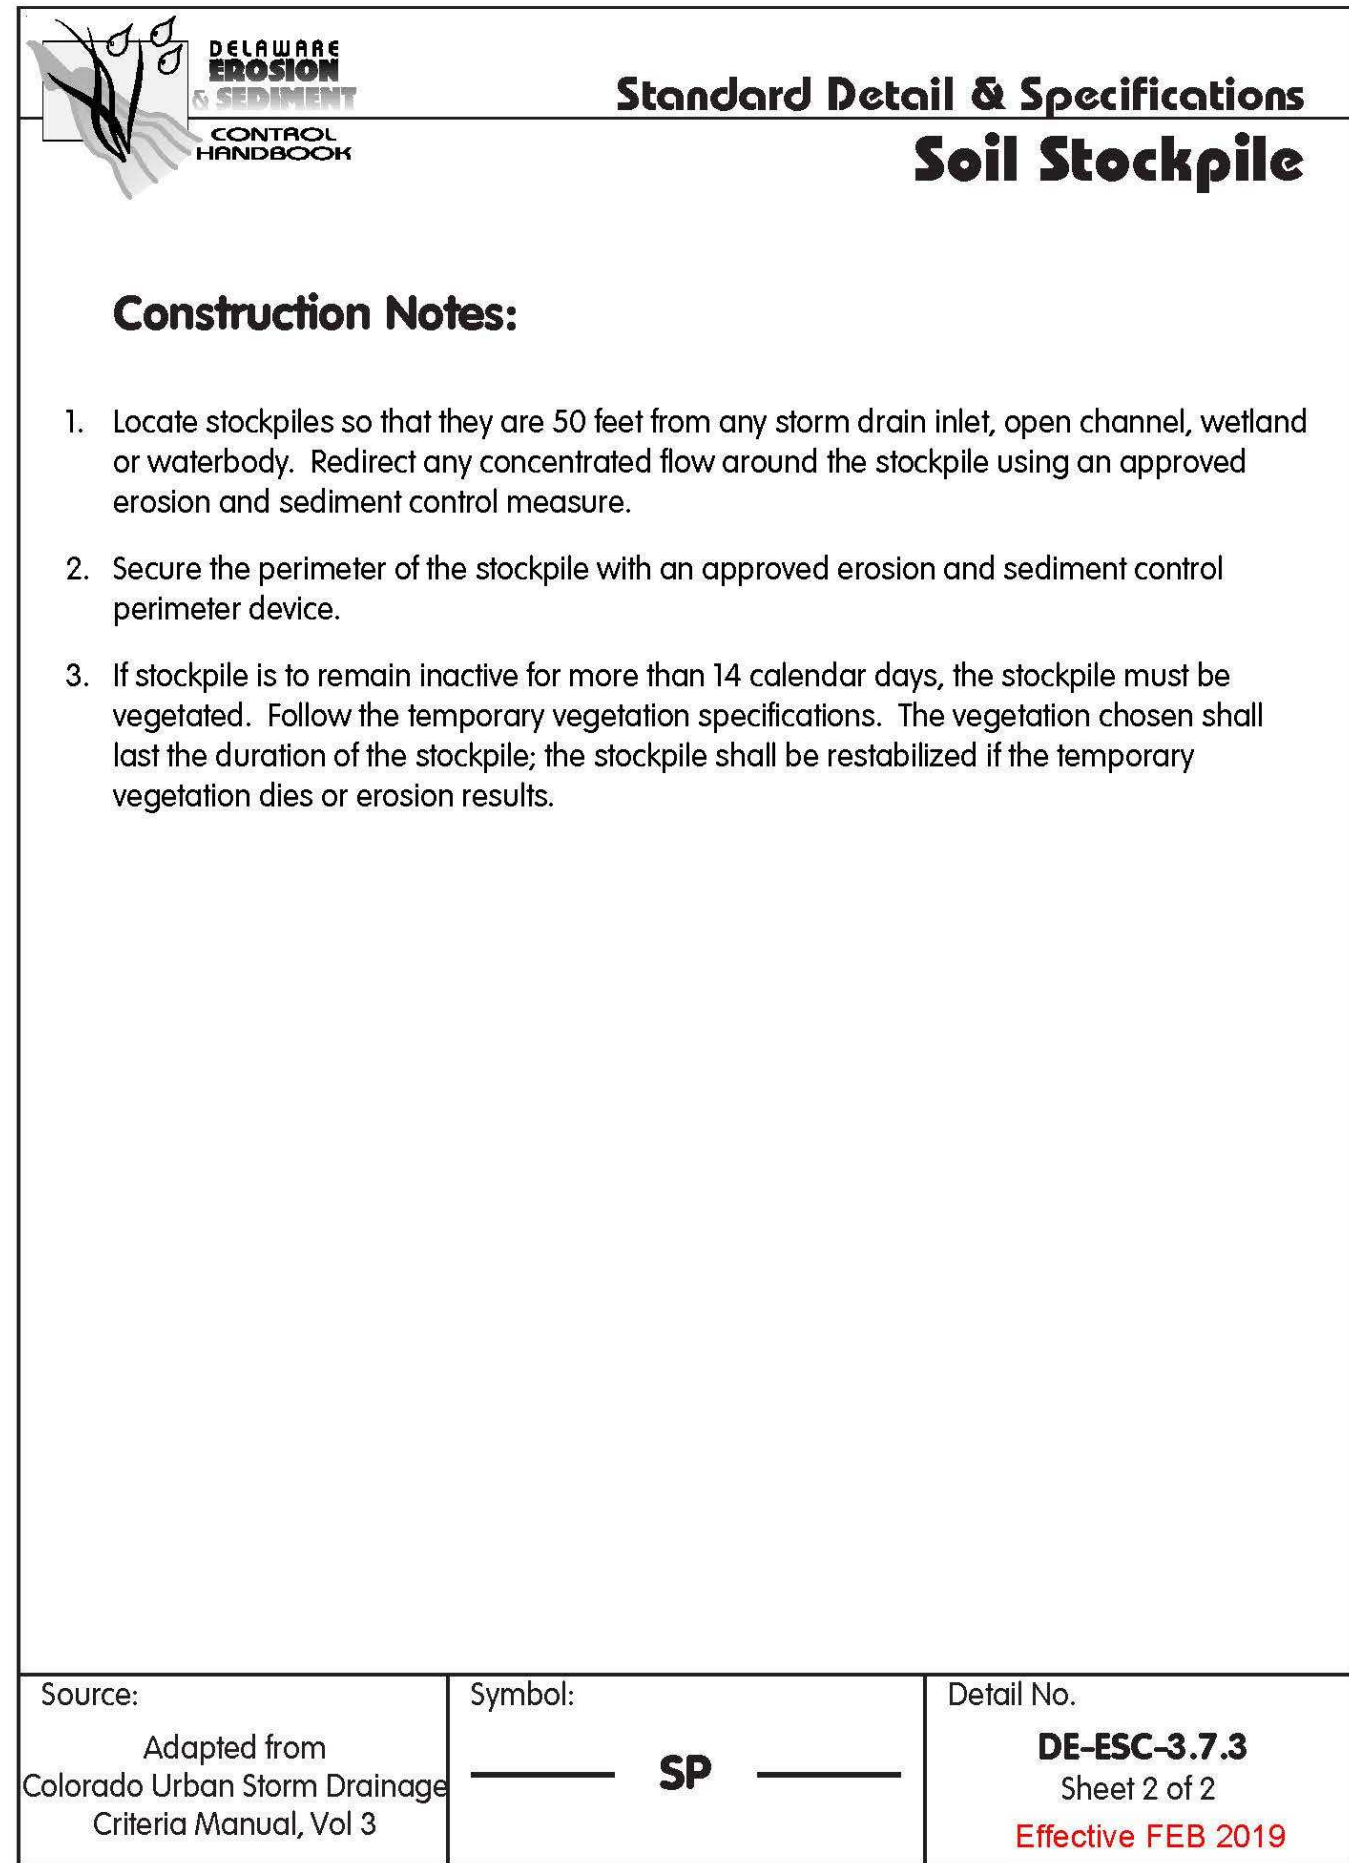 DELAWARE
EROSION
& SEDIMENT
CONTROL
HANDBOOK
Standard Detail & Specifications
Soil Stockpile
Construction Notes:
1. Locate stockpiles so that they are 50 feet from any storm drain inlet, open channel, wetland
or waterbody. Redirect any concentrated flow around the stockpile using an approved
erosion and sediment control measure.
2. Secure the perimeter of the stockpile with an approved erosion and sediment control
perimeter device.
3. If stockpile is to remain inactive for more than 14 calendar days, the stockpile must be
vegetated. Follow the temporary vegetation specifications. The vegetation chosen shall
last the duration of the stockpile; the stockpile shall be restabilized if the temporary
vegetation dies or erosion results.
Source:
Adapted from
Colorado Urban Storm Drainage
Criteria Manual, Vol 3
Symbol:
SP
Detail No.
DE-ESC-3.7.3
Sheet 2 of 2
Effective FEB 2019